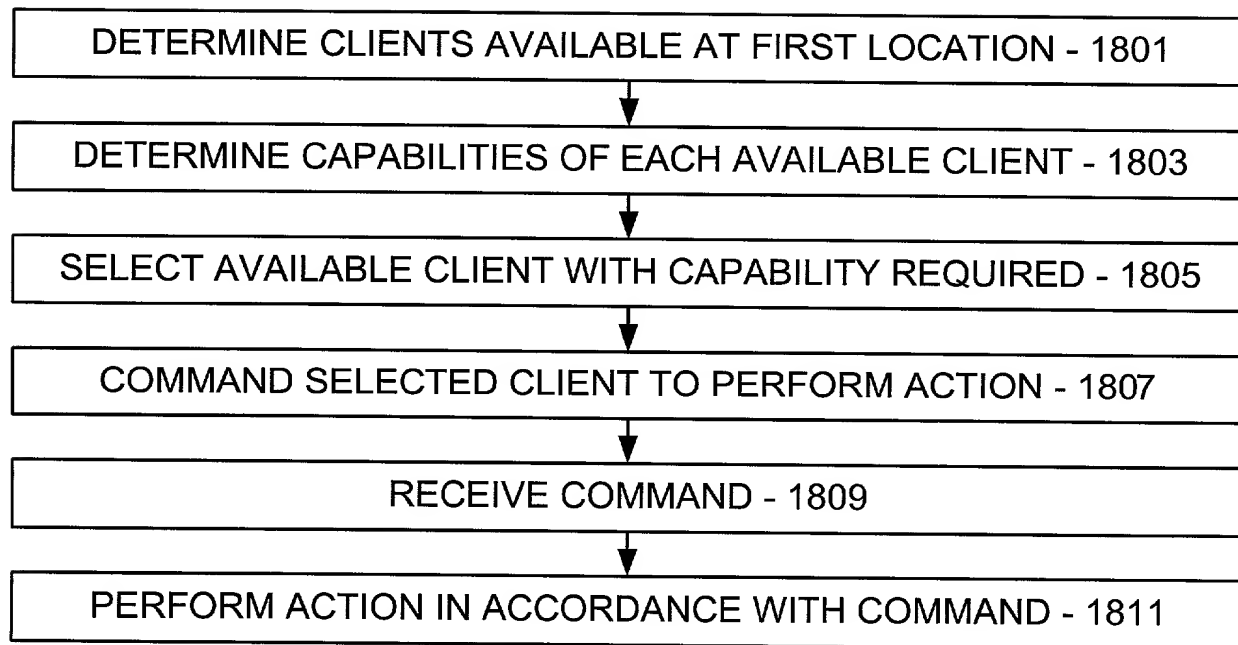 DETERMINE CLIENTS AVAILABLE AT FIRST LOCATION - 1801
DETERMINE CAPABILITIES OF EACH AVAILABLE CLIENT - 1803
SELECT AVAILABLE CLIENT WITH CAPABILITY REQUIRED - 1805
COMMAND SELECTED CLIENT TO PERFORM ACTION - 1807
RECEIVE COMMAND - 1809
PERFORM ACTION IN ACCORDANCE WITH COMMAND - 1811